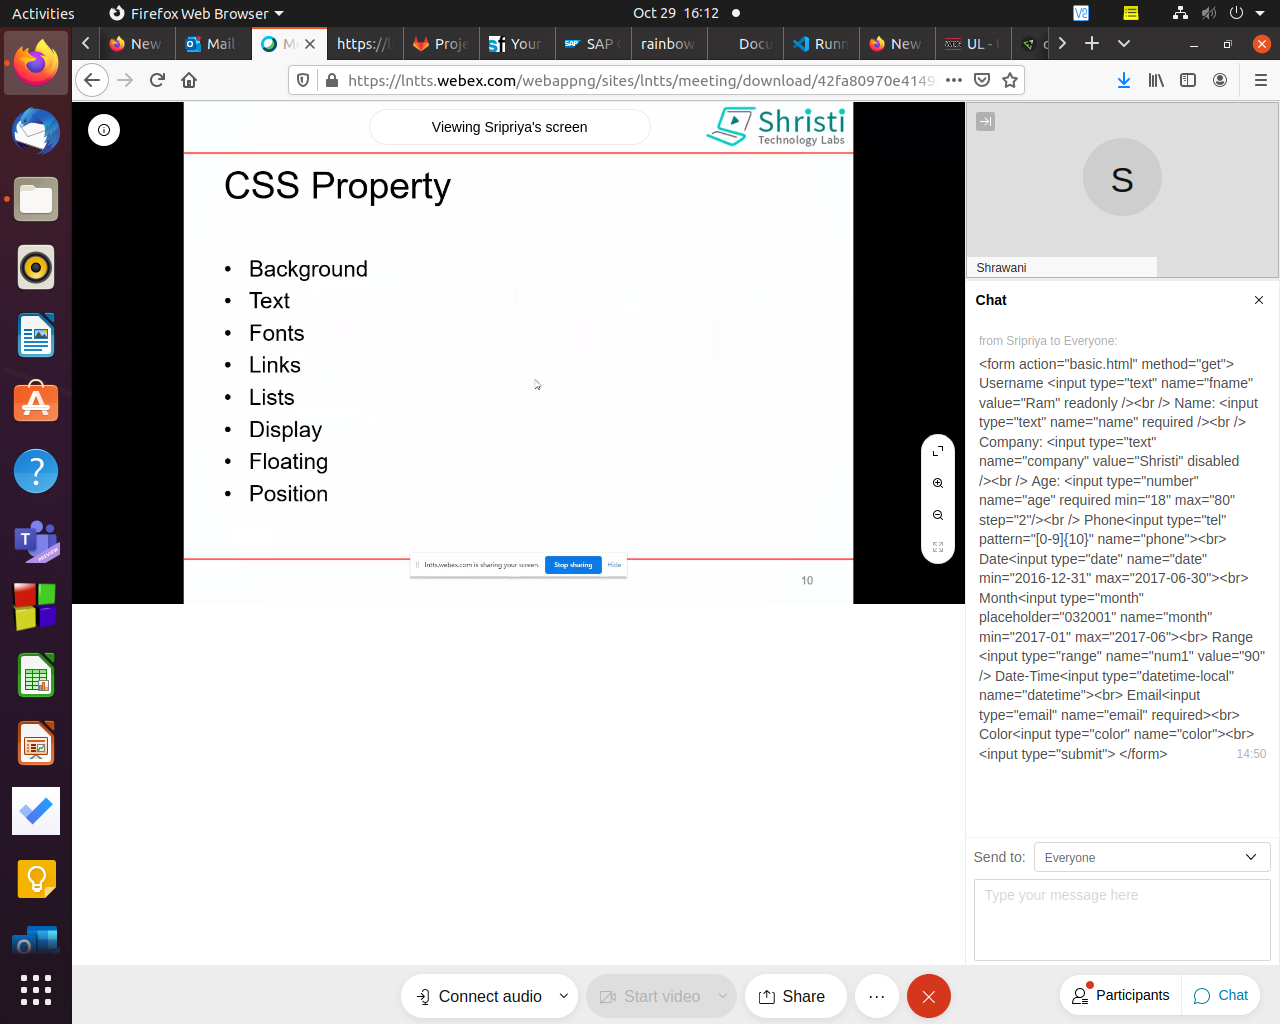 Activities
Firefox Web Browser
Oct 29 16:12
New
Mail
M
https://l
Proje
Your
SAP
rainbow
Docu
Runn
New
UL -
https://lntts.webex.com/webappng/sites/lntts/meeting/download/42fa80970e4149
Viewing Sripriya's screen
Shristi
Technology Labs
CSS Property
• Background
• Text
• Fonts
• Links
• Lists
• Display
• Floating
• Position
lntts.webex.com is sharing your screen.
Stop sharing
Hide
10
S
Shrawani
Chat
from Sripriya to Everyone:
<form action="basic.html" method="get">
Username <input type="text" name="fname"
value="Ram" readonly /><br /> Name: <input
type="text" name="name" required /><br />
Company: <input type="text"
name="company" value="Shristi" disabled
/><br /> Age: <input type="number"
name="age" required min="18" max="80"
step="2"/><br /> Phone<input type="tel"
pattern="[0-9]{10}" name="phone"><br>
Date<input type="date" name="date"
min="2016-12-31" max="2017-06-30"><br>
Month<input type="month"
placeholder="032001" name="month"
min="2017-01" max="2017-06"><br> Range
<input type="range" name="num1" value="90"
/> Date-Time<input type="datetime-local"
name="datetime"><br> Email<input
type="email" name="email" required><br>
Color<input type="color" name="color"><br>
<input type="submit"> </form>
14:50
Send to:
Everyone
Type your message here
Connect audio
Start video
Share
Participants
Chat